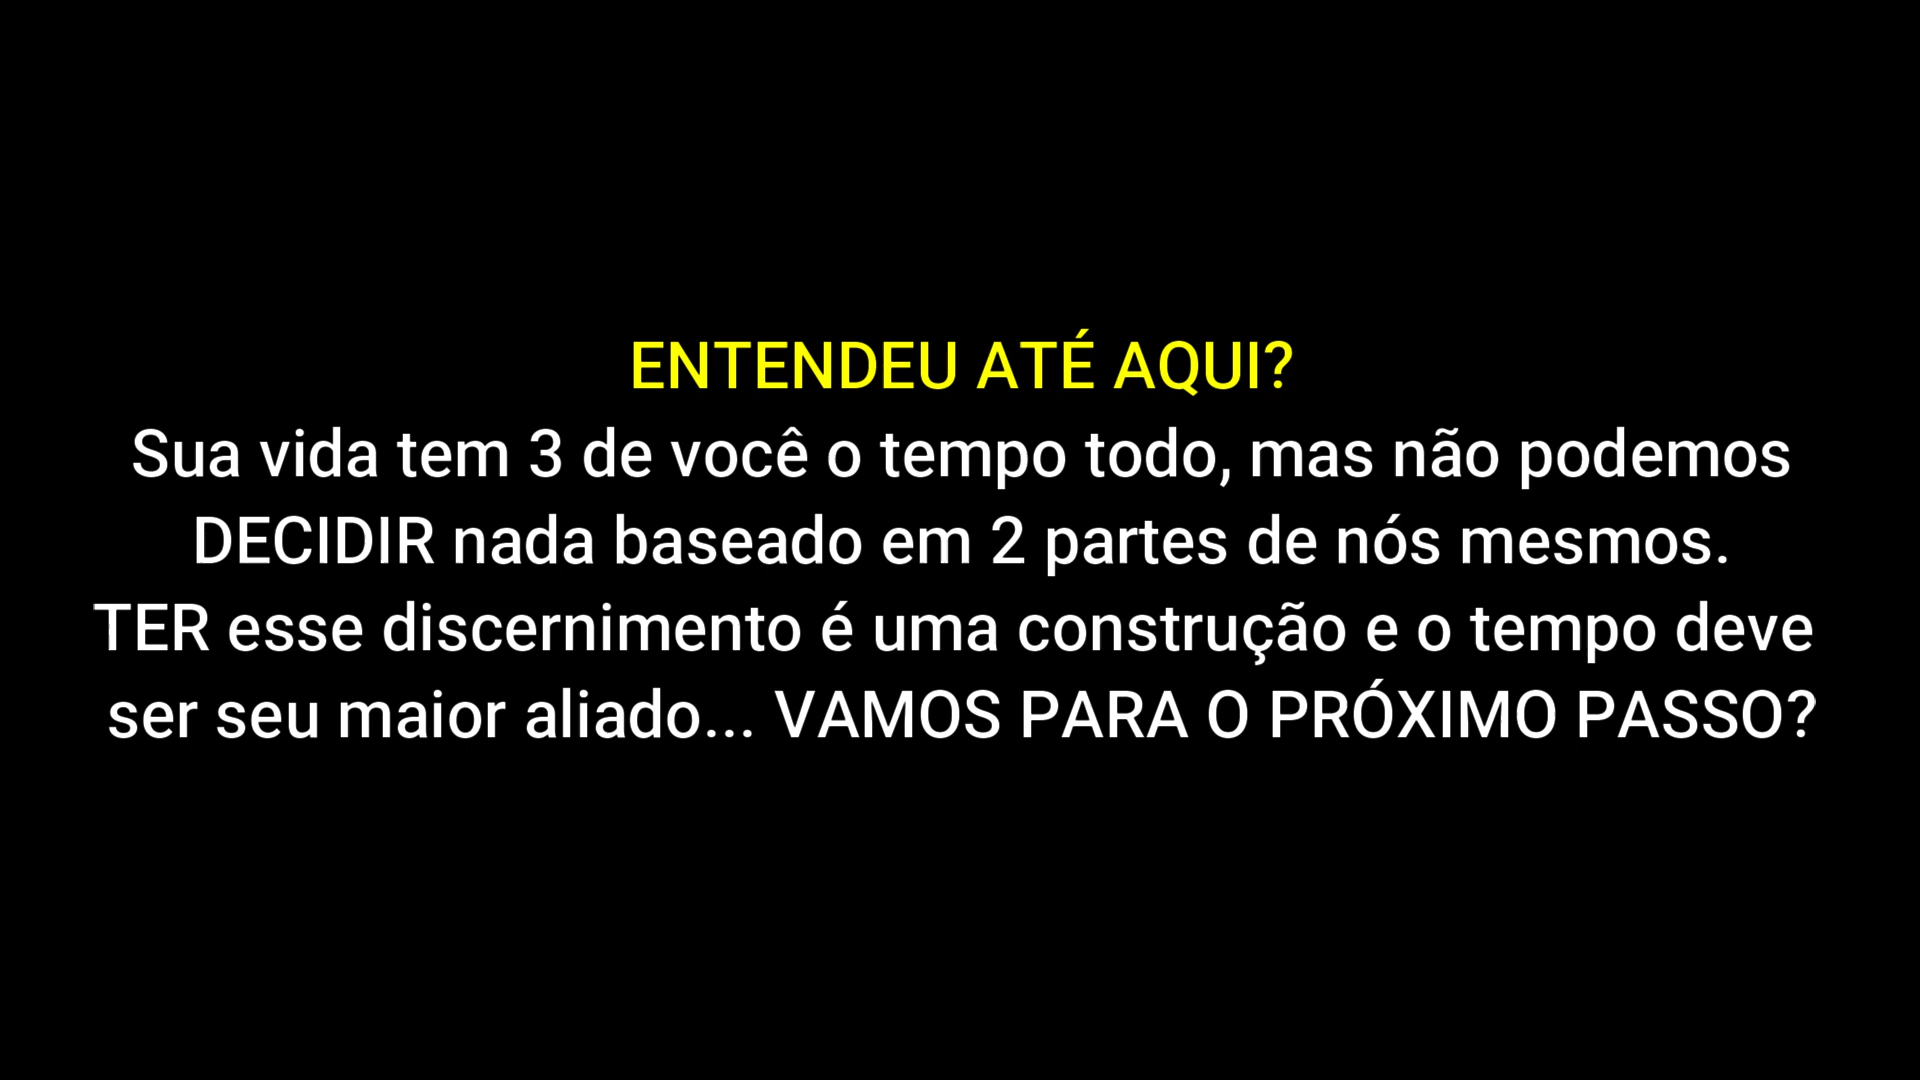 ENTENDEU ATÉ AQUI?
Sua vida tem 3 de você o tempo todo, mas não podemos
DECIDIR nada baseado em 2 partes de nós mesmos.
TER esse discernimento é uma construção e o tempo deve
ser seu maior aliado... VAMOS PARA O PRÓXIMO PASSO?